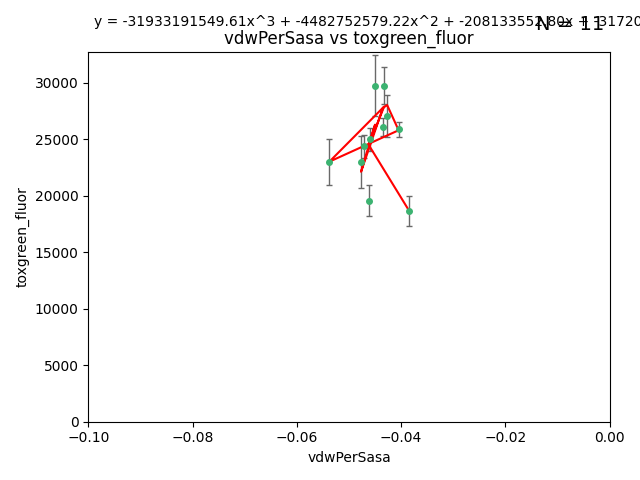 y = -31933191549.61x^3 + -4482752579.22x^2 + -208133552.80x +
N = 11
vdwPerSasa vs toxgreen_fluor
toxgreen_fluor
30000
25000
20000
15000
10000
5000
0
−0.10 −0.08 −0.06 −0.04 −0.02 0.00
vdwPerSasa